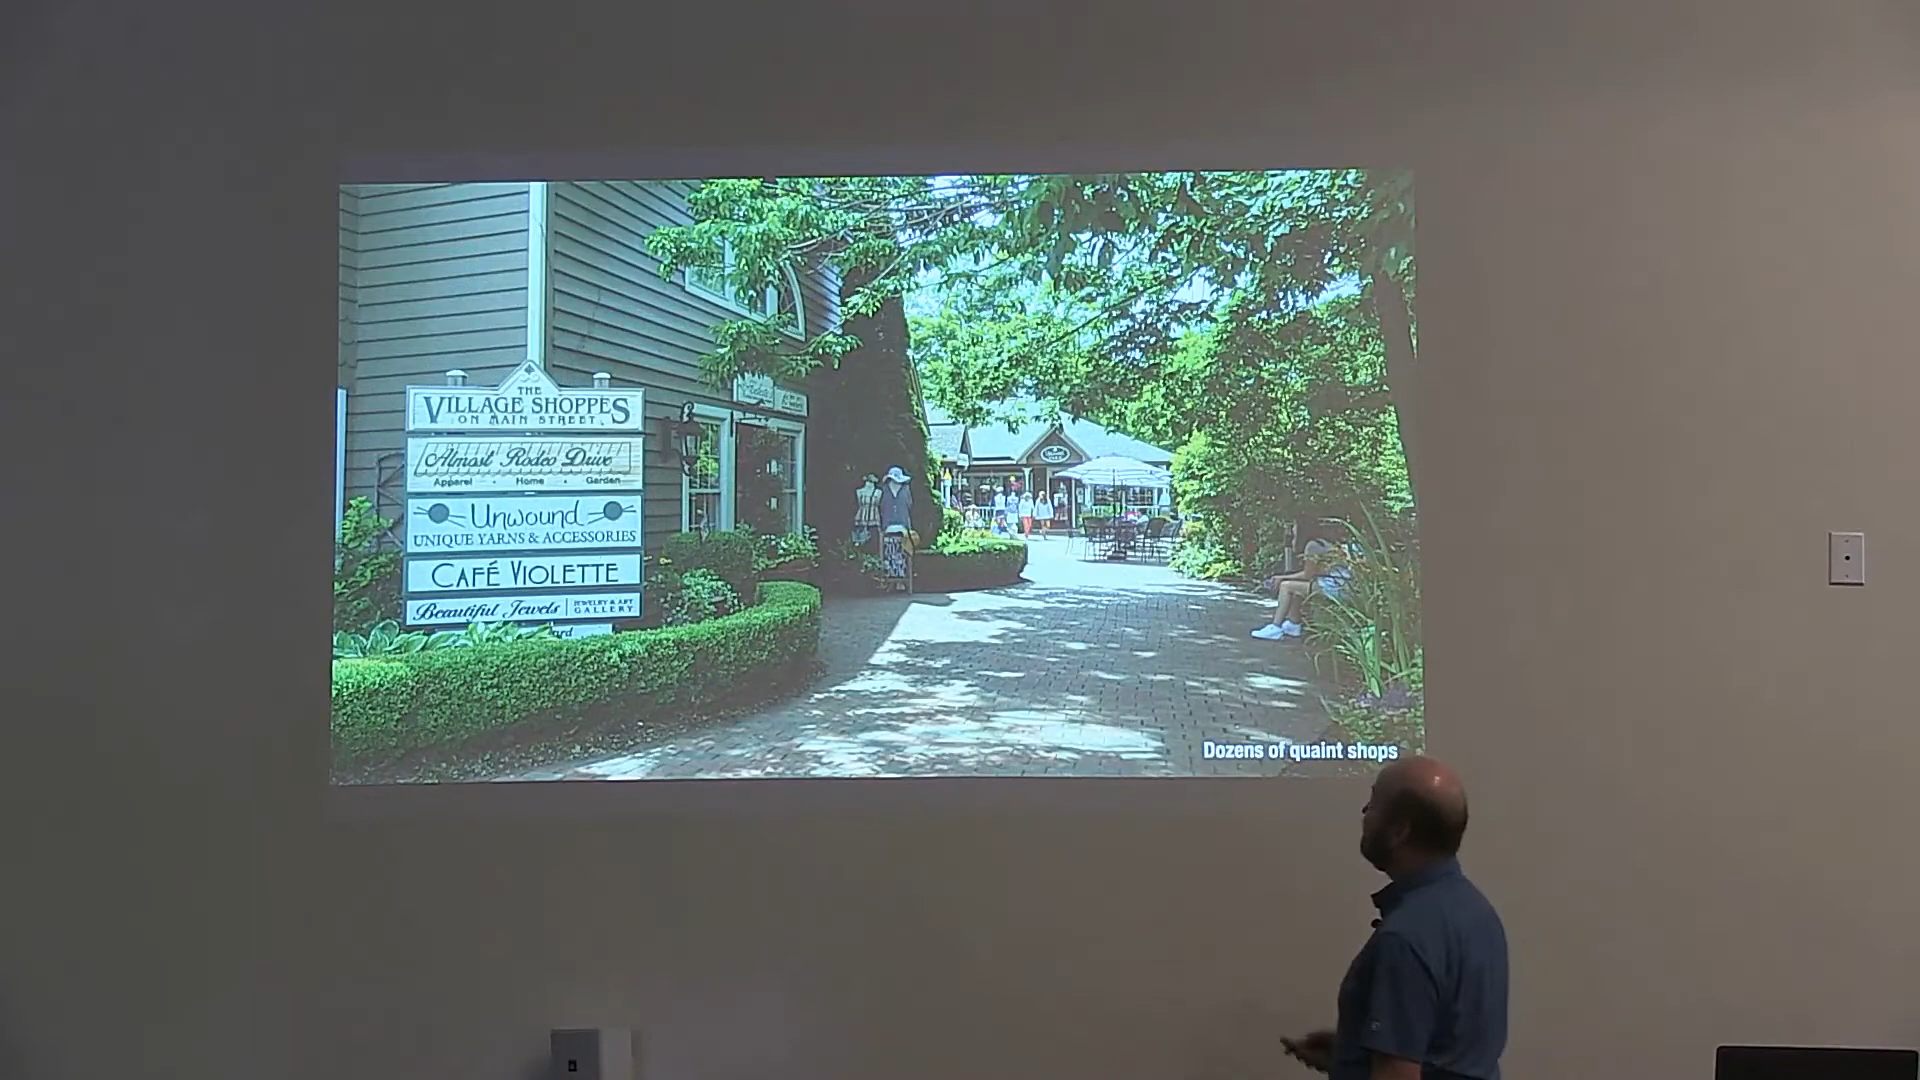 THE
VILLAGE SHOPPES
ON MAIN STREET
Almost Rodeo Drive
Apparel · Home · Garden
Unwound
UNIQUE YARNS & ACCESSORIES
CAFÉ VIOLETTE
Beautiful Jewels JEWELRY & ART
GALLERY
Dozens of quaint shops